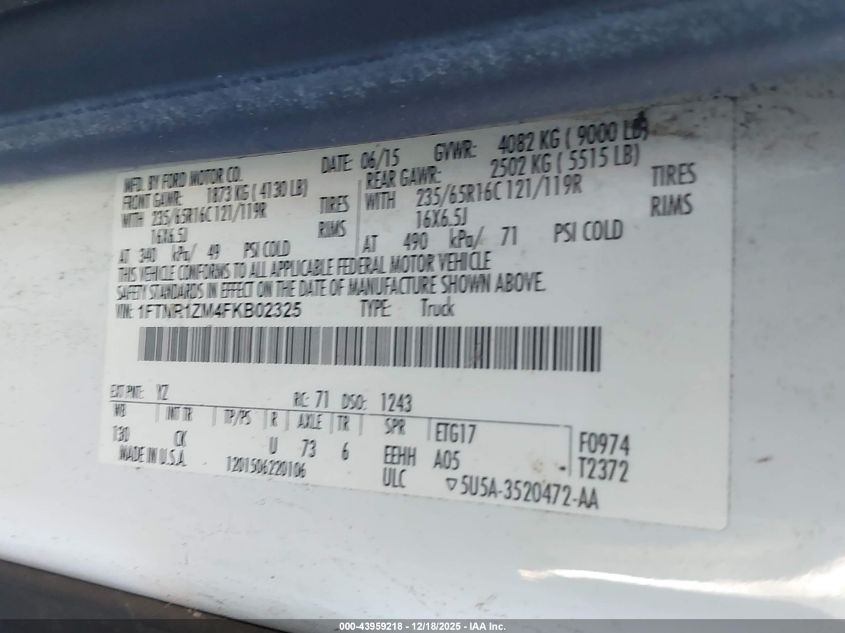 MFD. BY FORD MOTOR CO. DATE: 06/15 GVWR: 4082 KG ( 9000 LB)
FRONT GAWR: 1873 KG ( 4130 LB) REAR GAWR: 2502 KG ( 5515 LB)
WITH 235/65R16C 121/119R TIRES WITH 235/65R16C 121/119R TIRES
16X6.5J RIMS 16X6.5J RIMS
AT 340 kPa/ 49 PSI COLD AT 490 kPa/ 71 PSI COLD
THIS VEHICLE CONFORMS TO ALL APPLICABLE FEDERAL MOTOR VEHICLE
SAFETY STANDARDS IN EFFECT ON THE DATE OF MANUFACTURE SHOWN ABOVE.
VIN: 1FTNR1ZM4FKB02325 TYPE: Truck
EXT PNT: YZ RC: 71 DSO: 1243
WB INT TR TP/PS R AXLE TR SPR ETG17 F0974
130 CK U 73 6 EEHH A05 T2372
MADE IN U.S.A. 1201506220106 ULC ▽5U5A-3520472-AA
000-43959218 - 12/18/2025 - IAA Inc.